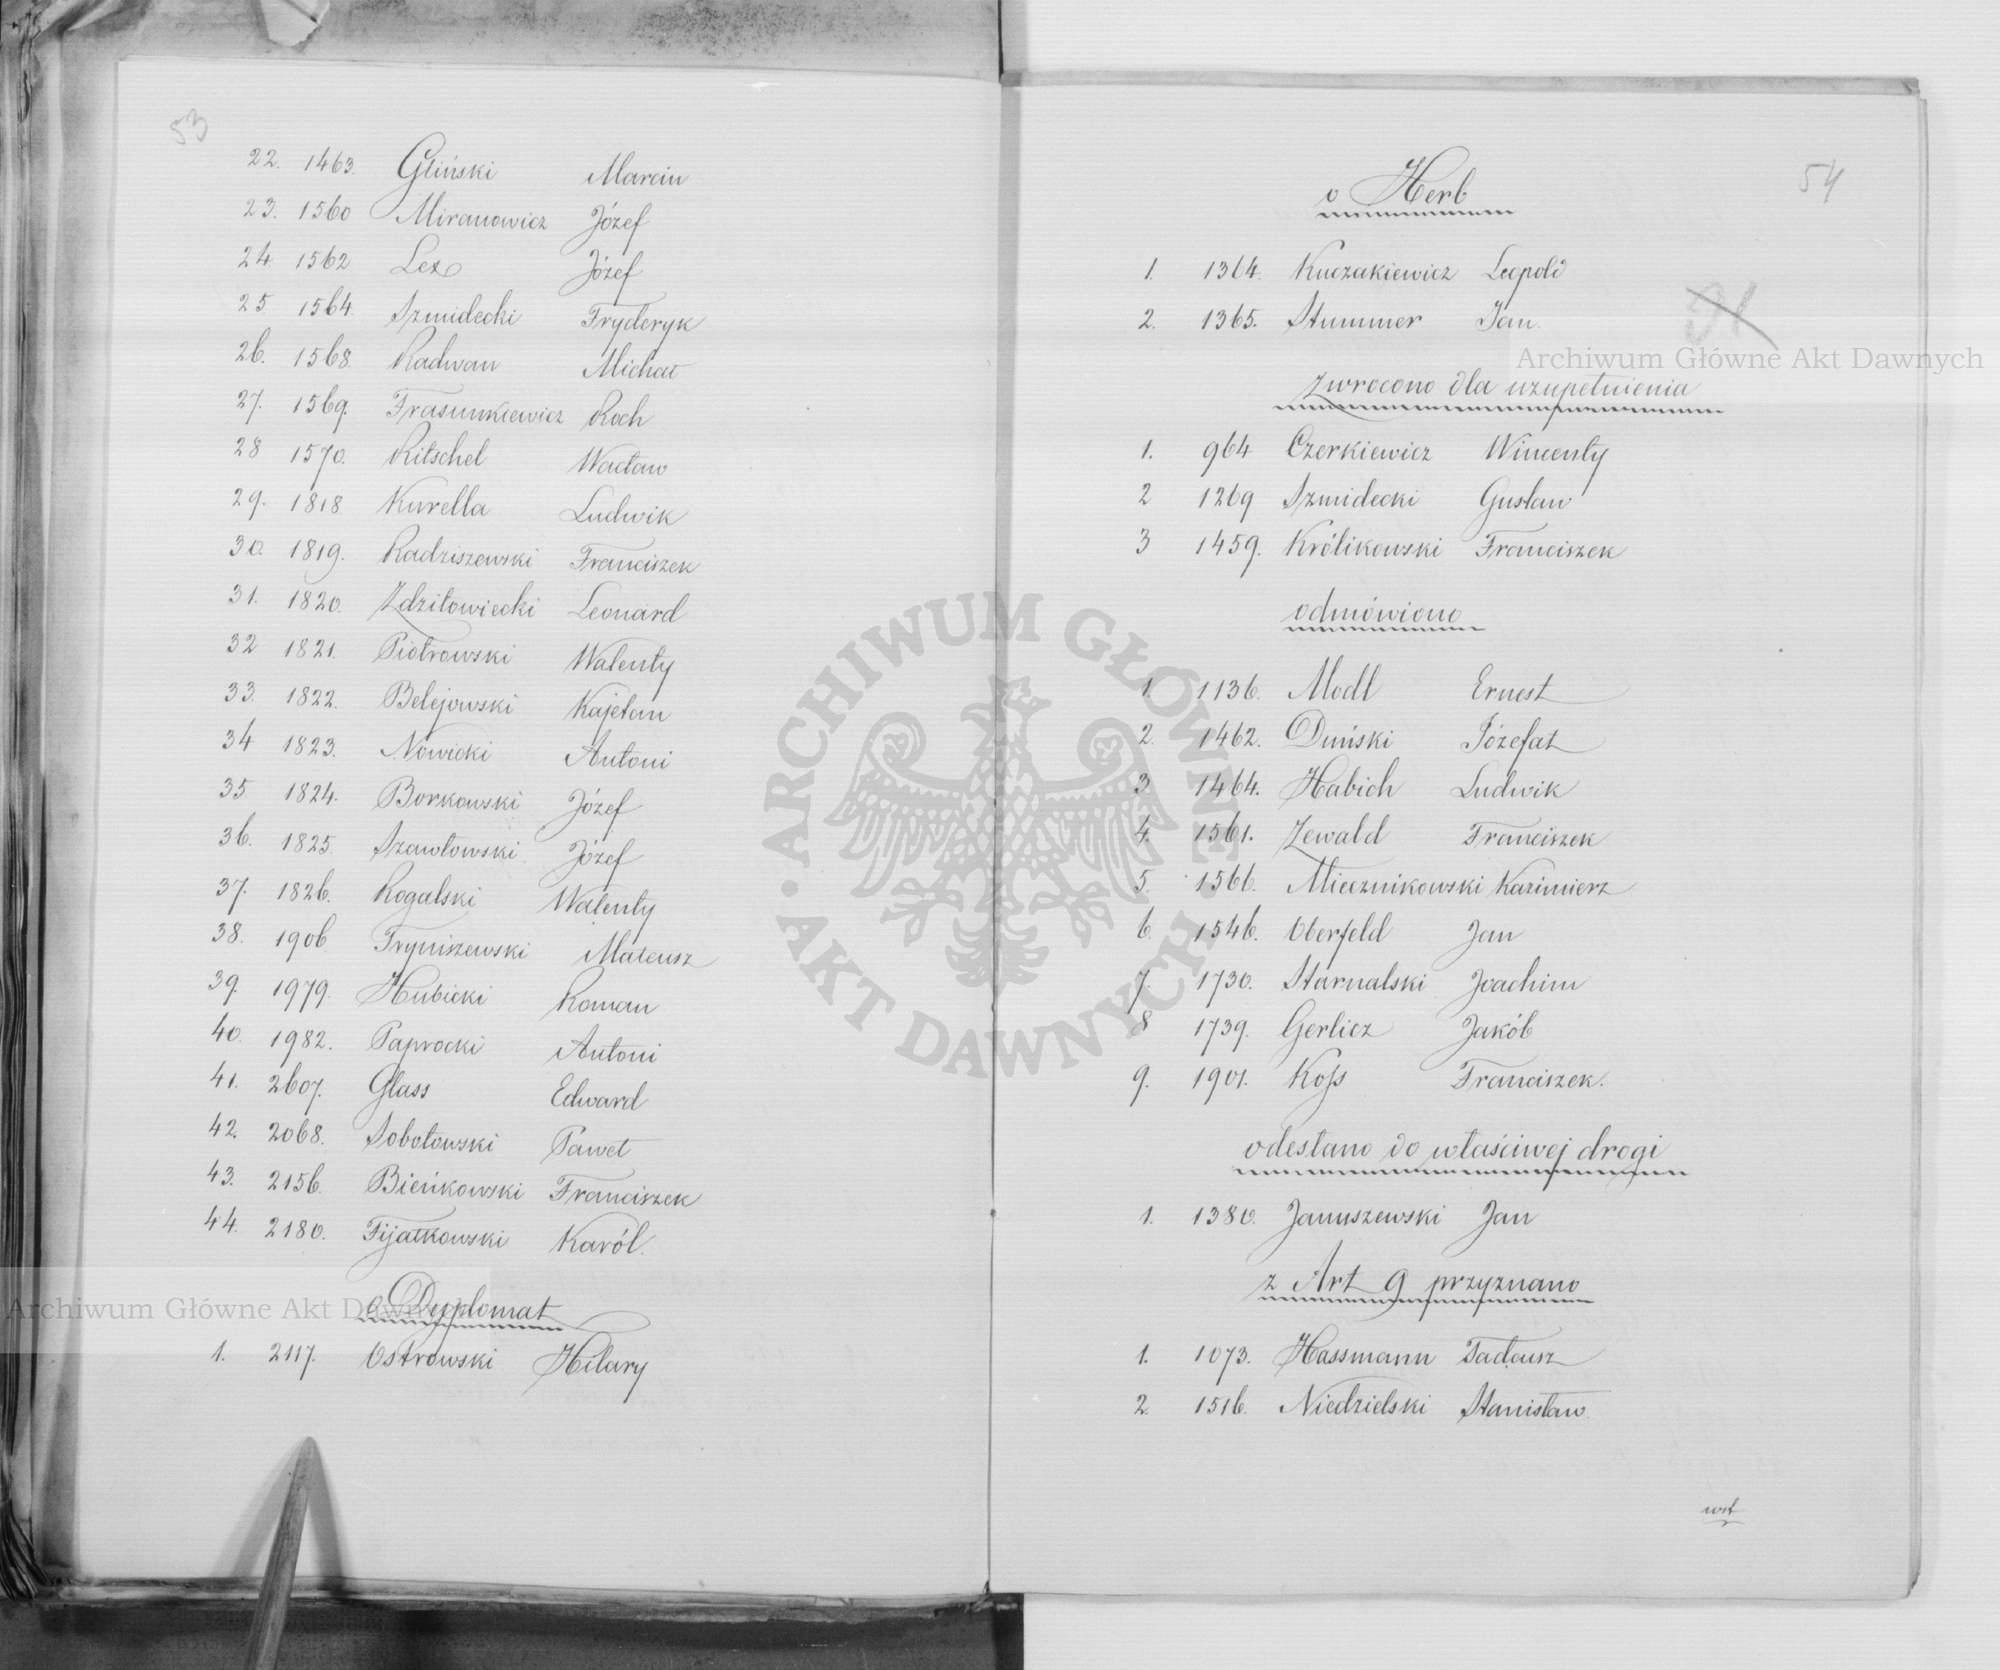 53
22. 1463. Gliński Marcin
23. 1560 Miranowicz Józef
24. 1562 Lex Józef
25 1564. Szmidecki Fryderyk
26. 1568. Radwan Michał
27. 1569. Frasunkiewicz Roch
28 1570. Ritschel Wacław
29. 1818. Kurella Ludwik
30. 1819. Radziszewski Franciszek
31. 1820. Zdziłowiecki Leonard
32 1821. Piotrowski Walenty
33. 1822. Belejowski Kajetan
34 1823. Nowicki Antoni
35. 1824. Borkowski Józef
36. 1825. Szawłowski Józef
37. 1826. Rogalski Walenty
38. 1906 Tryniszewski Mateusz
39. 1979. Hubicki Roman
40. 1982. Paprocki Antoni
41. 2607. Glass Edward
42. 2068. Sobotowski Paweł
43. 2156. Bieńkowski Franciszek
44. 2180. Fijałkowski Karól.
o Dyplomat
1. 2117. Ostrowski Hilary
54
o Herb
1. 1364. Kuczakiewicz Leopold
2. 1365. Stummer Jan.
zwrocono dla uzupełnienia
1. 964 Czerkiewicz Wincenty
2 1269 Szmidecki Gustaw
3 1459. Królikowski Franciszek
odmówiono
1. 1136. Modl Ernest
2. 1462. Duński Józefat
3. 1464. Habich Ludwik
4. 1561. Zewald Franciszek
5. 1566. Miecznikowski Kazimierz
6. 1546. Oberfeld Jan
7. 1730. Starnalski Joachim
8 1739. Gerlicz Jakób
9. 1901. Koss Franciszek.
odesłano do właściwej drogi
1. 1380. Januszewski Jan
z Art 9 przyznano
1. 1073. Hassmann Tadeusz
2. 1516. Niedzielski Stanisław.
Archiwum Główne Akt Dawnych
Archiwum Główne Akt Dawnych
ARCHIWUM GŁÓWNE AKT DAWNYCH